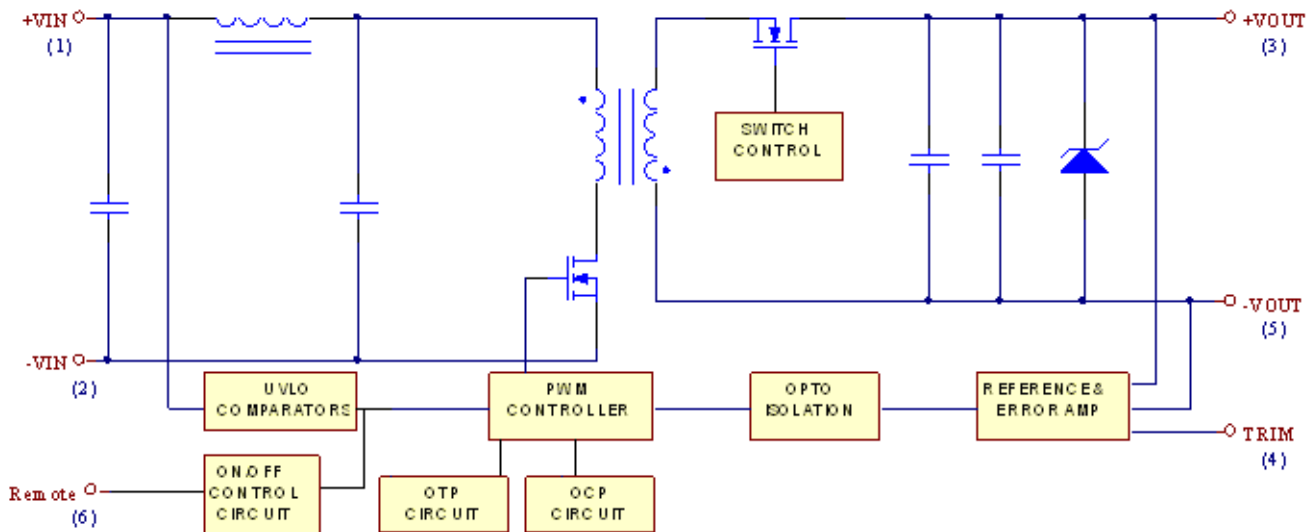 +VIN
(1)
+VOUT
(3)
SWITCH
CONTROL
-VOUT
(5)
-VIN
(2)
UVLO
COMPARATORS
PWM
CONTROLLER
OPTO
ISOLATION
REFERENCE&
ERROR AMP
TRIM
(4)
Remote
(6)
ON/OFF
CONTROL
CIRCUIT
OTP
CIRCUIT
OCP
CIRCUIT